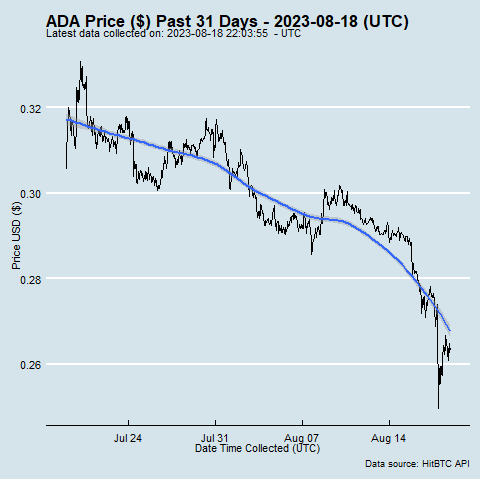 ADA Price ($) Past 31 Days - 2023-08-18 (UTC)
Latest data collected on: 2023-08-18 22:03:55 - UTC
0.32
0.30
0.28
0.26
Price USD ($)
Jul 24
Jul 31
Aug 07
Aug 14
Date Time Collected (UTC)
Data source: HitBTC API